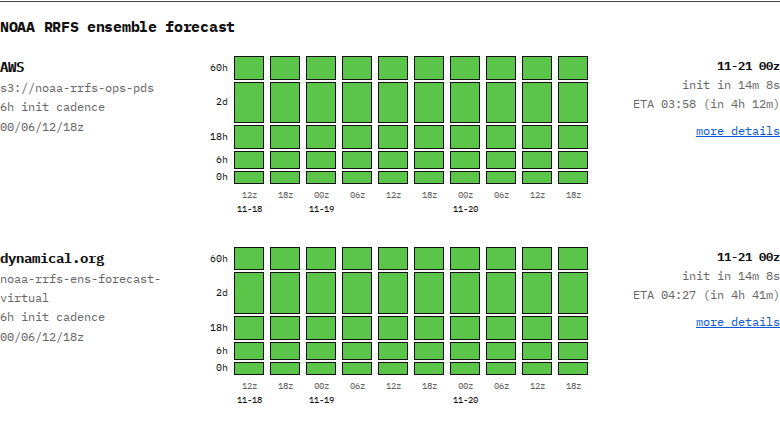 NOAA RRFS ensemble forecast
AWS
s3://noaa-rrfs-ops-pds
6h init cadence
00/06/12/18z
60h
2d
18h
6h
0h
12z 18z 00z 06z 12z 18z 00z 06z 12z 18z
11-18 11-19 11-20
11-21 00z
init in 14m 8s
ETA 03:58 (in 4h 12m)
more details
dynamical.org
noaa-rrfs-ens-forecast-
virtual
6h init cadence
00/06/12/18z
60h
2d
18h
6h
0h
12z 18z 00z 06z 12z 18z 00z 06z 12z 18z
11-18 11-19 11-20
11-21 00z
init in 14m 8s
ETA 04:27 (in 4h 41m)
more details